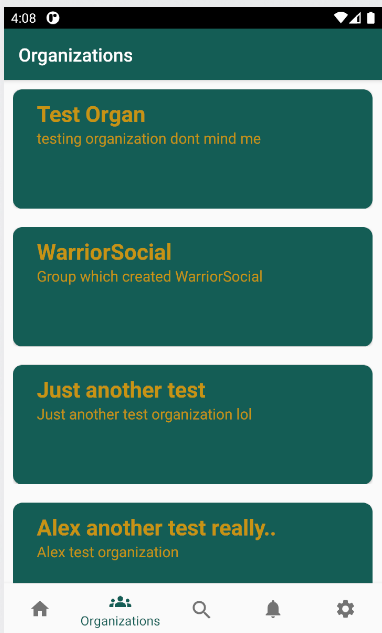 4:08
Organizations
Test Organ
testing organization dont mind me
WarriorSocial
Group which created WarriorSocial
Just another test
Just another test organization lol
Alex another test really..
Alex test organization
Organizations